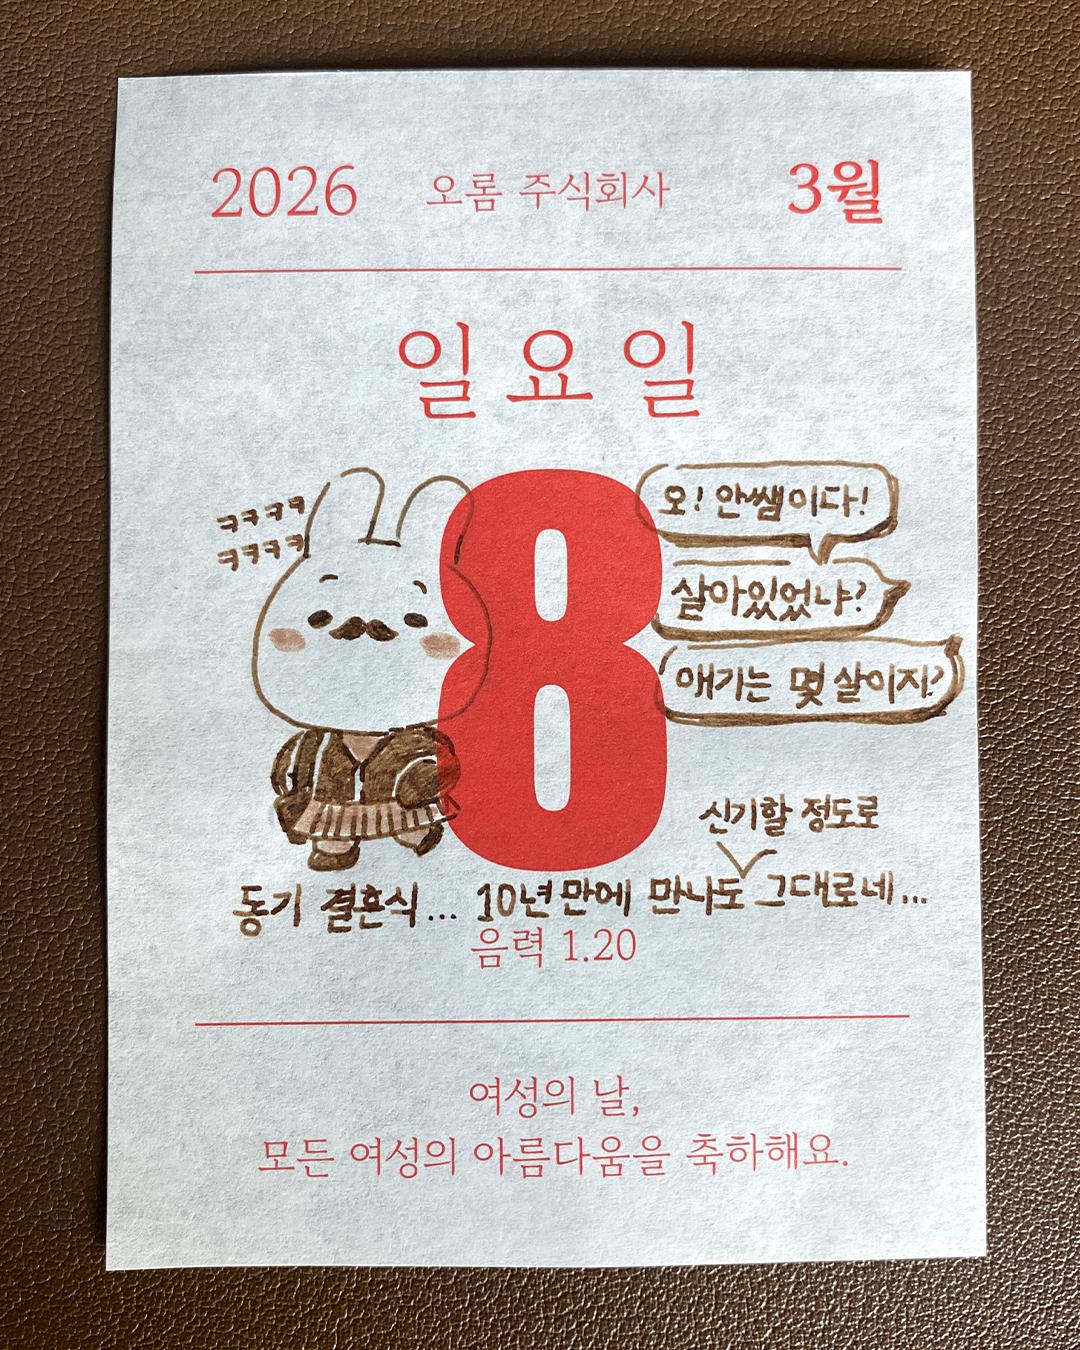 2026 오롬 주식회사 3월
일요일
8
ㅋㅋㅋㅋ
ㅋㅋㅋㅋ
오! 안쌤이다!
살아있었냐?
애기는 몇 살이지?
신기할 정도로
동기 결혼식... 10년만에 만나도 그대로네...
음력 1.20
여성의 날,
모든 여성의 아름다움을 축하해요.